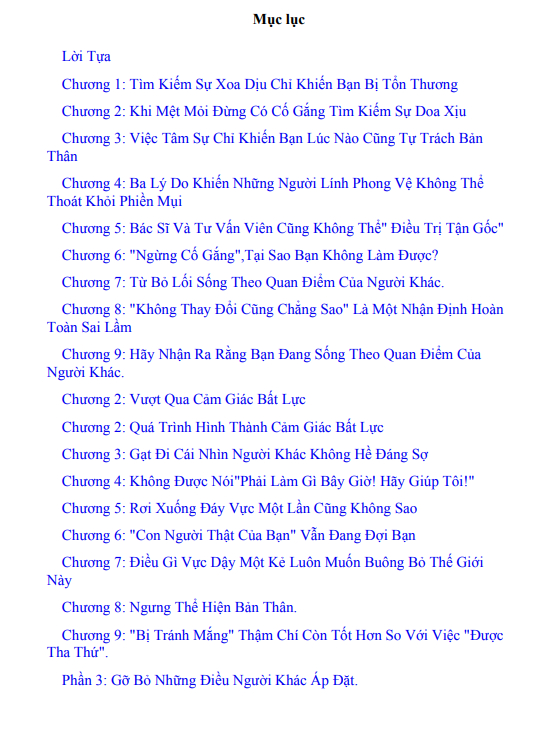 Mục lục
Lời Tựa
Chương 1: Tìm Kiếm Sự Xoa Dịu Chỉ Khiến Bạn Bị Tổn Thương
Chương 2: Khi Mệt Mỏi Đừng Có Cố Gắng Tìm Kiếm Sự Doa Xịu
Chương 3: Việc Tâm Sự Chỉ Khiến Bạn Lúc Nào Cũng Tự Trách Bản
Thân
Chương 4: Ba Lý Do Khiến Những Người Lính Phong Vệ Không Thể
Thoát Khỏi Phiền Muội
Chương 5: Bác Sĩ Và Tư Vấn Viên Cũng Không Thể" Điều Trị Tận Gốc"
Chương 6: "Ngừng Cố Gắng",Tại Sao Bạn Không Làm Được?
Chương 7: Từ Bỏ Lối Sống Theo Quan Điểm Của Người Khác.
Chương 8: "Không Thay Đổi Cũng Chẳng Sao" Là Một Nhận Định Hoàn
Toàn Sai Lầm
Chương 9: Hãy Nhận Ra Rằng Bạn Đang Sống Theo Quan Điểm Của
Người Khác.
Chương 2: Vượt Qua Cảm Giác Bất Lực
Chương 2: Quá Trình Hình Thành Cảm Giác Bất Lực
Chương 3: Gạt Đi Cái Nhìn Người Khác Không Hề Đáng Sợ
Chương 4: Không Được Nói"Phải Làm Gì Bây Giờ! Hãy Giúp Tôi!"
Chương 5: Rơi Xuống Đáy Vực Một Lần Cũng Không Sao
Chương 6: "Con Người Thật Của Bạn" Vẫn Đang Đợi Bạn
Chương 7: Điều Gì Vực Dậy Một Kẻ Luôn Muốn Buông Bỏ Thế Giới
Này
Chương 8: Ngưng Thể Hiện Bản Thân.
Chương 9: "Bị Tránh Mắng" Thậm Chí Còn Tốt Hơn So Với Việc "Được
Tha Thứ".
Phần 3: Gỡ Bỏ Những Điều Người Khác Áp Đặt.